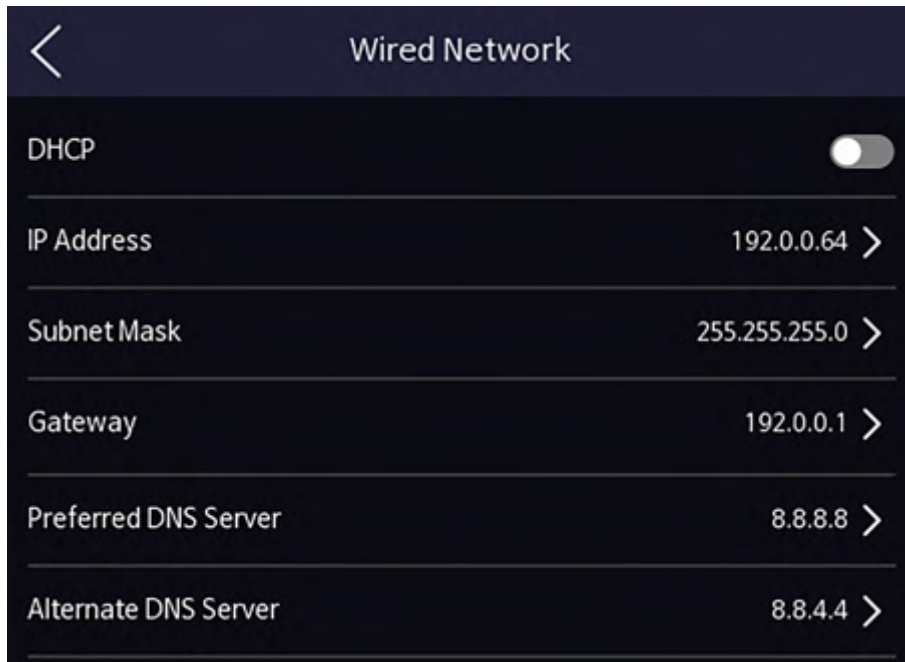 Wired Network
DHCP
IP Address 192.0.0.64
Subnet Mask 255.255.255.0
Gateway 192.0.0.1
Preferred DNS Server 8.8.8.8
Alternate DNS Server 8.8.4.4